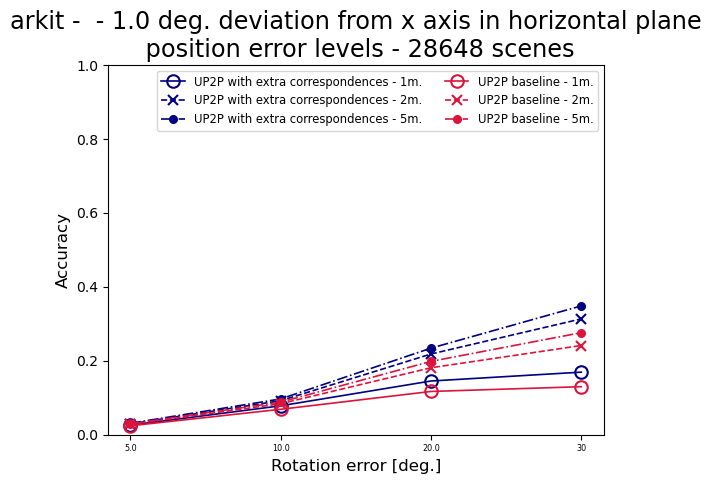 arkit -  - 1.0 deg. deviation from x axis in horizontal plane
position error levels - 28648 scenes
UP2P with extra correspondences - 1m.
UP2P with extra correspondences - 2m.
UP2P with extra correspondences - 5m.
UP2P baseline - 1m.
UP2P baseline - 2m.
UP2P baseline - 5m.
Accuracy
1.0
0.8
0.6
0.4
0.2
0.0
5.0
10.0
20.0
30
Rotation error [deg.]